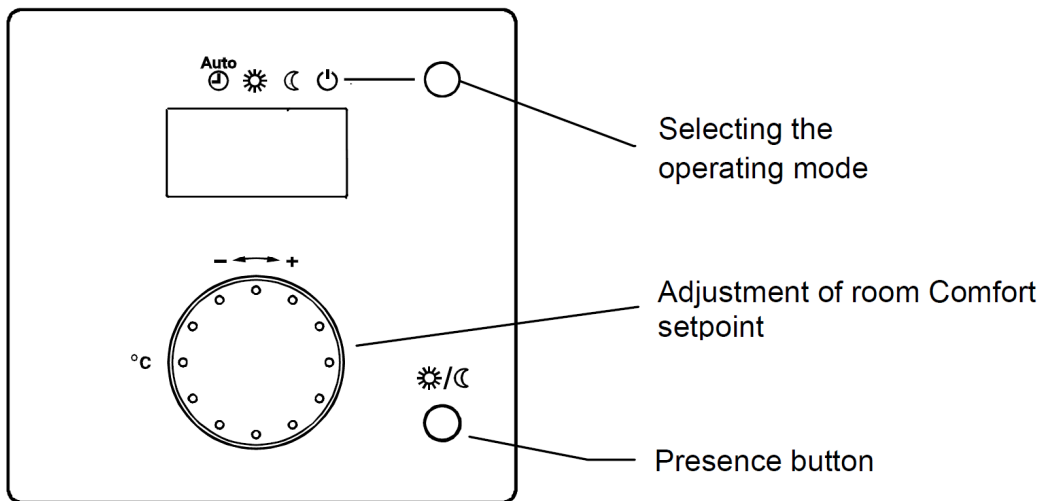 Auto
Selecting the
operating mode
− +
Adjustment of room Comfort
setpoint
°C
/
Presence button